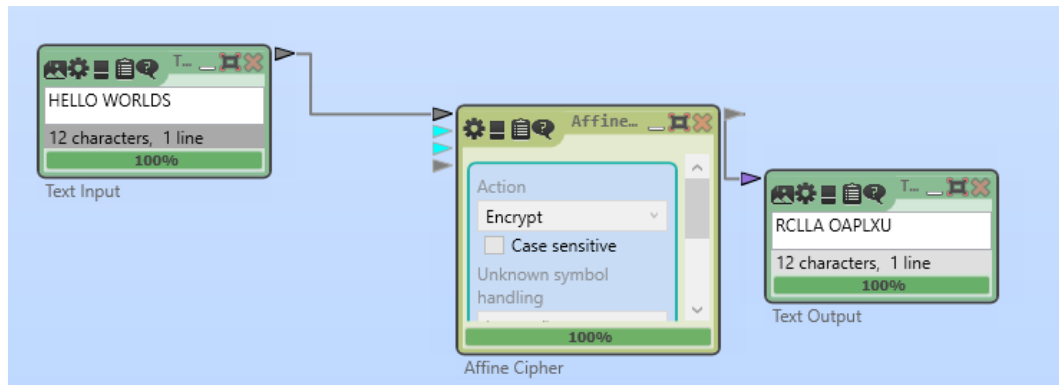 T...
HELLO WORLDS
12 characters, 1 line
100%
Text Input
Affine...
Action
Encrypt
Case sensitive
Unknown symbol
handling
100%
Affine Cipher
T...
RCLLA OAPLXU
12 characters, 1 line
100%
Text Output